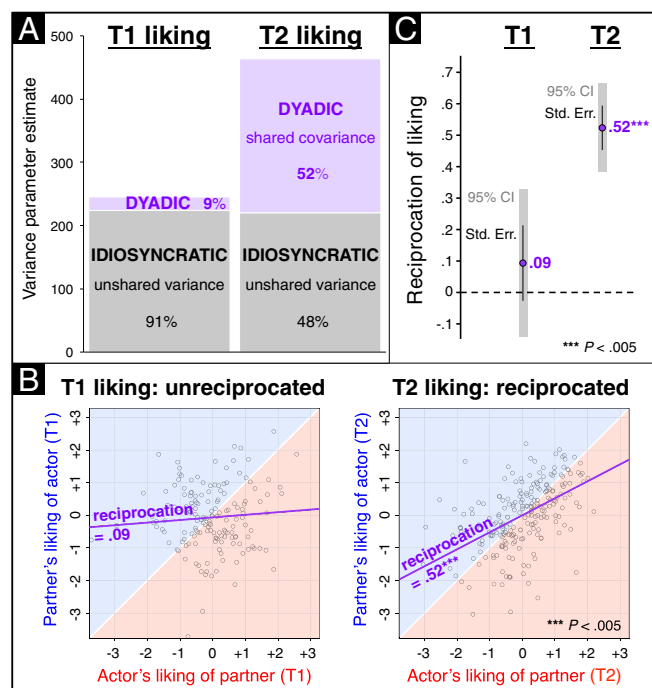 A
T1 liking
T2 liking
Variance parameter estimate
500
400
300
200
100
0
DYADIC 9%
IDIOSYNCRATIC
unshared variance
91%
DYADIC
shared covariance
52%
IDIOSYNCRATIC
unshared variance
48%
C
T1
T2
Reciprocation of liking
.7
.6
.5
.4
.3
.2
.1
0
-.1
95% CI
Std. Err.
.52***
95% CI
Std. Err.
.09
*** P < .005
B
T1 liking: unreciprocated
Partner's liking of actor (T1)
+3
+2
+1
0
-1
-2
-3
reciprocation
= .09
-3 -2 -1 0 +1 +2 +3
Actor's liking of partner (T1)
T2 liking: reciprocated
Partner's liking of actor (T2)
+3
+2
+1
0
-1
-2
-3
reciprocation
= .52***
*** P < .005
-3 -2 -1 0 +1 +2 +3
Actor's liking of partner (T2)